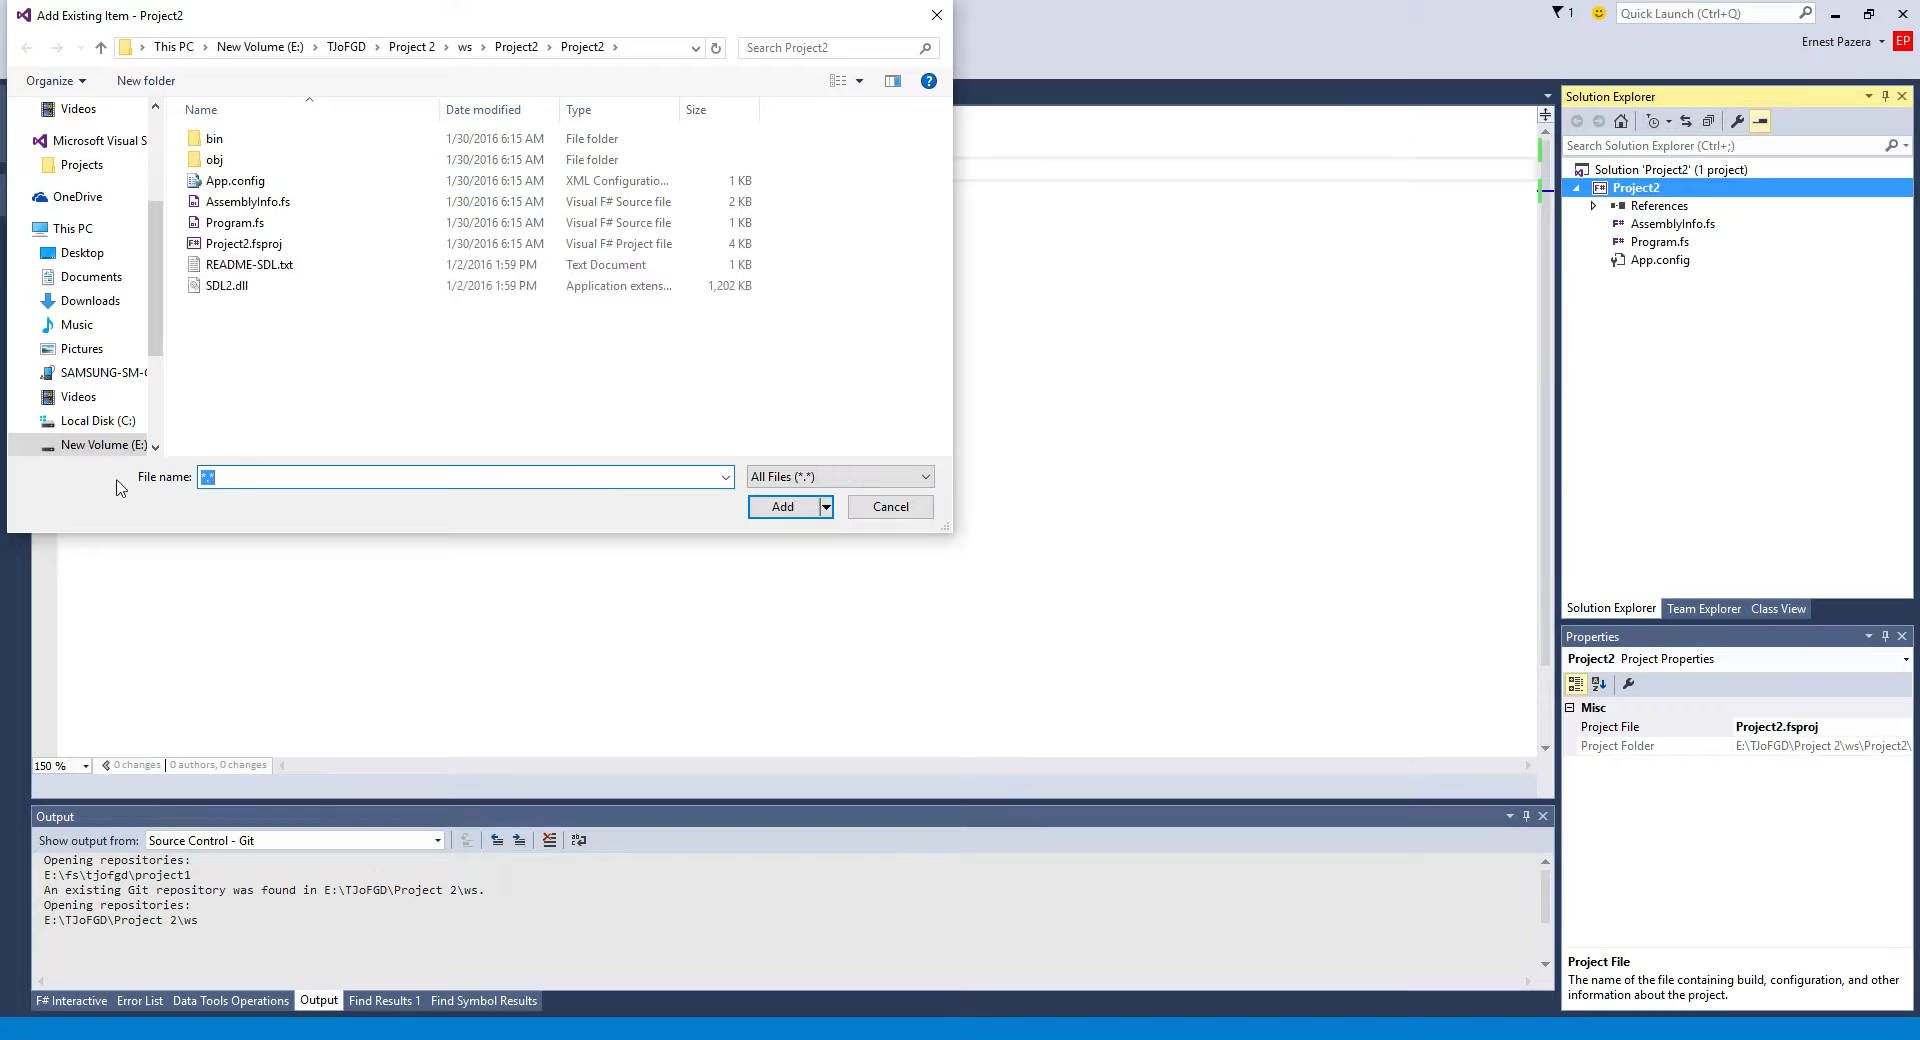 Add Existing Item - Project2
This PC > New Volume (E:) > TJoFGD > Project 2 > ws > Project2 > Project2 >
Search Project2
Organize
New folder
Name Date modified Type Size
bin 1/30/2016 6:15 AM File folder
obj 1/30/2016 6:15 AM File folder
App.config 1/30/2016 6:15 AM XML Configuratio... 1 KB
AssemblyInfo.fs 1/30/2016 6:15 AM Visual F# Source file 2 KB
Program.fs 1/30/2016 6:15 AM Visual F# Source file 1 KB
Project2.fsproj 1/30/2016 6:15 AM Visual F# Project file 4 KB
README-SDL.txt 1/2/2016 1:59 PM Text Document 1 KB
SDL2.dll 1/2/2016 1:59 PM Application extens... 1,202 KB
Videos
Microsoft Visual S
Projects
OneDrive
This PC
Desktop
Documents
Downloads
Music
Pictures
SAMSUNG-SM-
Videos
Local Disk (C:)
New Volume (E:)
File name: *.*
All Files (*.*)
Add
Cancel
1
Quick Launch (Ctrl+Q)
Ernest Pazera EP
Solution Explorer
Search Solution Explorer (Ctrl+;)
Solution 'Project2' (1 project)
F# Project2
References
F# AssemblyInfo.fs
F# Program.fs
App.config
Solution Explorer Team Explorer Class View
Properties
Project2 Project Properties
Misc
Project File Project2.fsproj
Project Folder E:\TJoFGD\Project 2\ws\Project2\
Project File
The name of the file containing build, configuration, and other
information about the project.
150 %
0 changes | 0 authors, 0 changes
Output
Show output from: Source Control - Git
Opening repositories:
E:\fs\tjofgd\project1
An existing Git repository was found in E:\TJoFGD\Project 2\ws.
Opening repositories:
E:\TJoFGD\Project 2\ws
F# Interactive Error List Data Tools Operations Output Find Results 1 Find Symbol Results